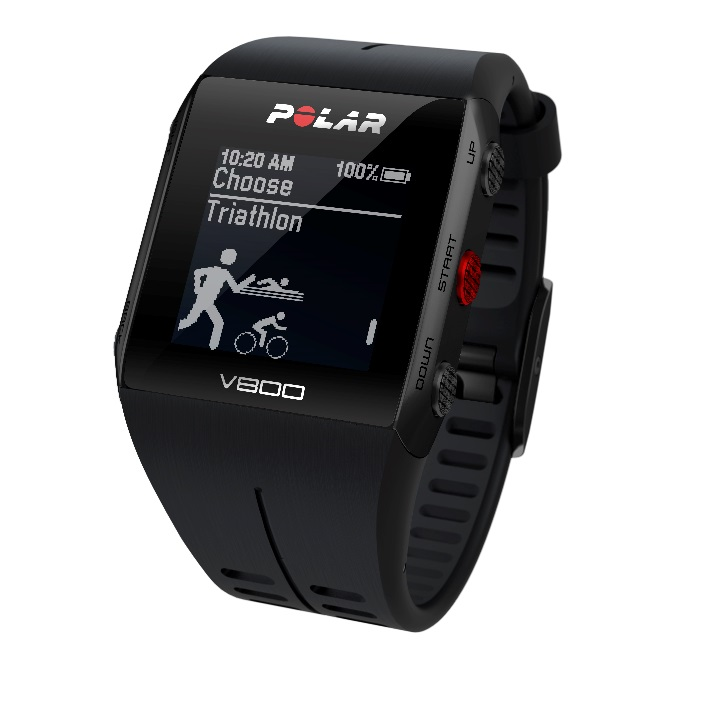 POLAR
10:20 AM 100%
Choose
Triathlon
V800
UP
START
DOWN